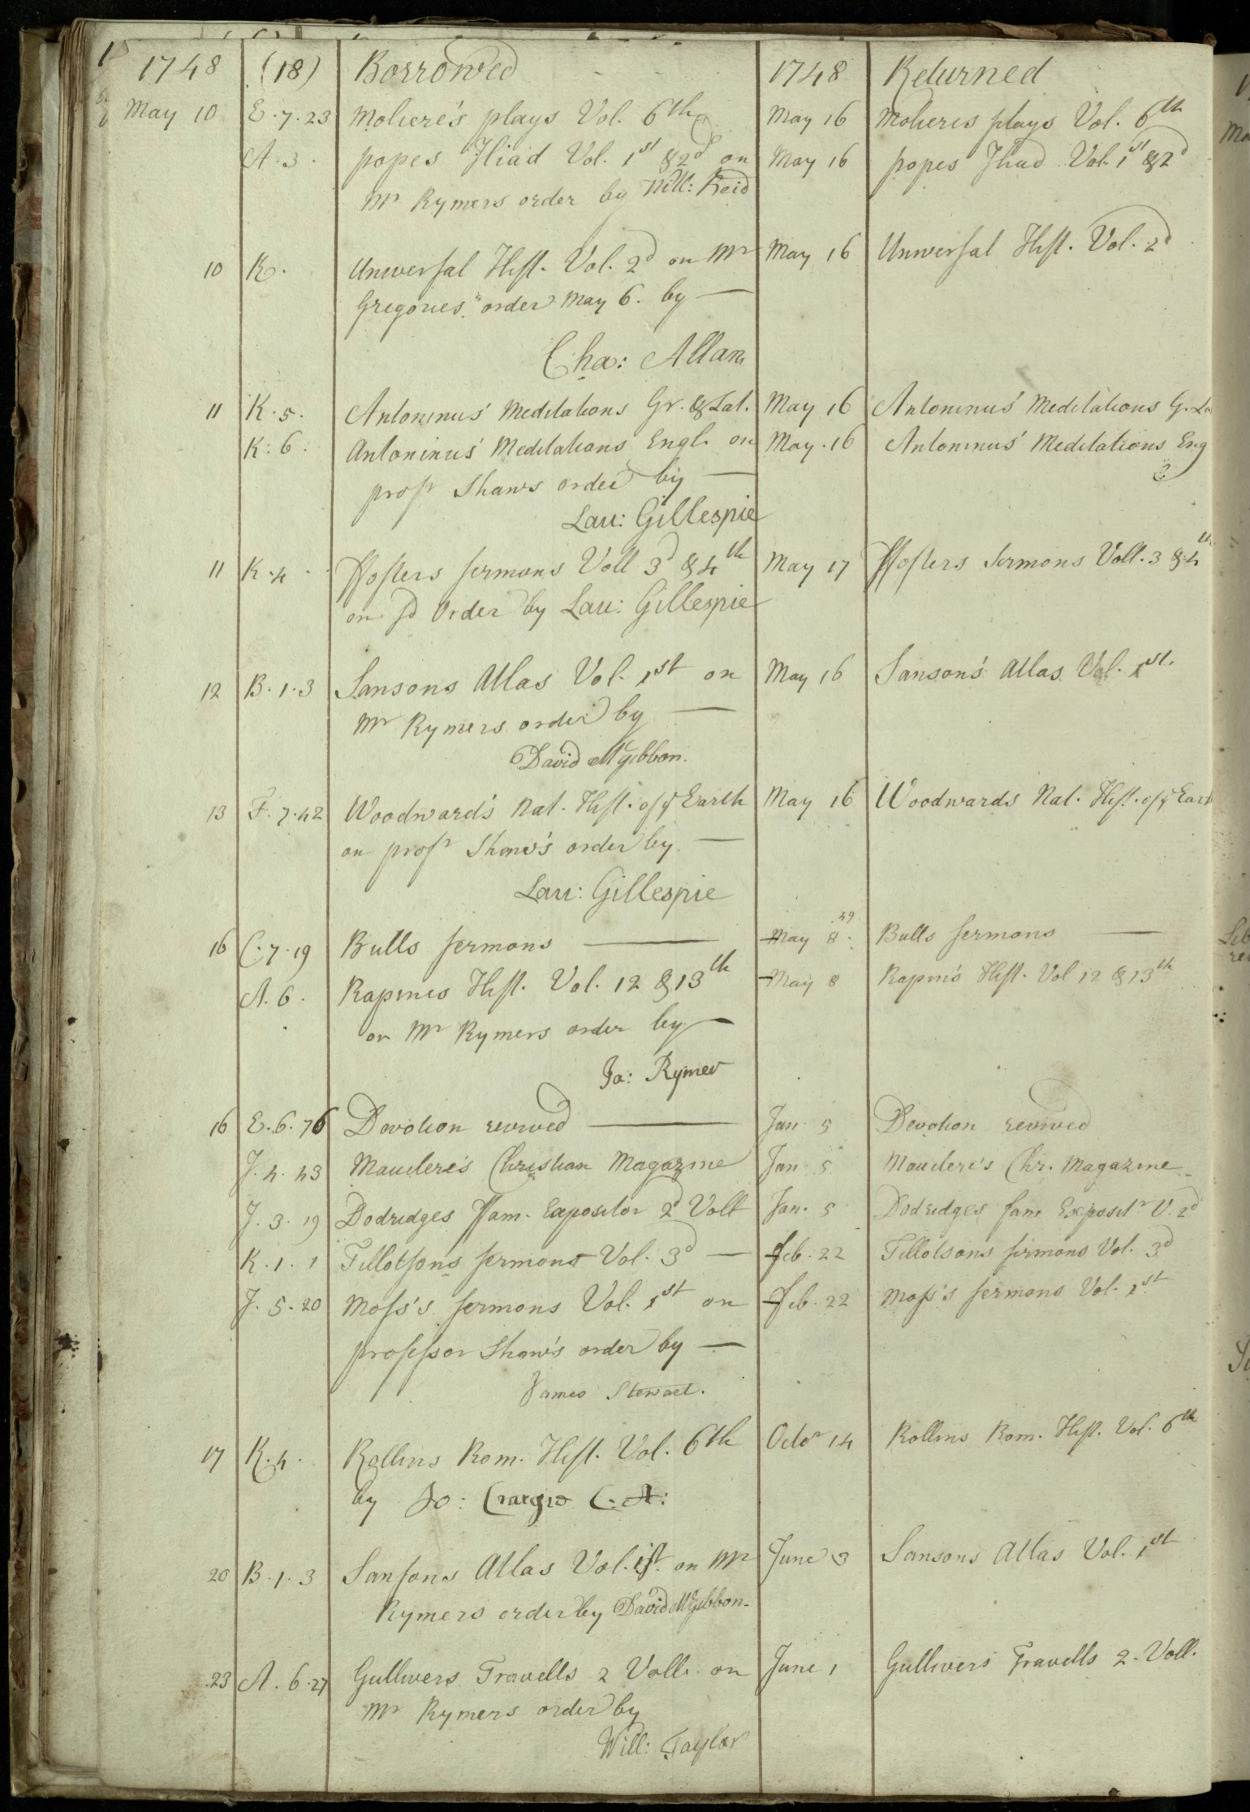 1748 (18) Borrowed 1748 Returned
May 10 E.7.23 Moliere's plays Vol. 6th May 16 Molieres plays Vol. 6th
A.3. popes Iliad Vol. 1st & 2d on May 16 popes Iliad Vol. 1st & 2d
Mr Rymers order by Will: Reid
10 K. Universal Hist. Vol. 2d on Mr May 16 Universal Hist. Vol. 2d
Gregories order May 6. by —
Cha: Allan
11 K.5. Antoninus' Meditations Gr. & Lat. May 16 Antoninus' Meditations G. La
K.6. Antoninus' Meditations Engl. on May. 16 Antoninus' Meditations Eng
profr Shaws order by —
Lau: Gillespie
11 K.4 ffosters sermons Voll 3d & 4th May 17 ffosters Sermons Voll. 3 & 4th
on sd Order by Lau: Gillespie
12 B.1.3 Sansons Atlas Vol. 1st on May 16 Sanson's Atlas Vol. 1st.
Mr Rymers order by —
David McGibbon.
13 F.7.42 Woodward's Nat. Hist. of ye Earth May 16 Woodwards Nat. Hist. of ye Eart
on profr Shaw's order by. —
Lau: Gillespie
16 C.7.19 Bulls sermons — May 8. 49 Bulls sermons —
A.6. Rapines Hist. Vol. 12 & 13th May 8 Rapin's Hist. Vol 12 & 13th
on Mr Rymers order by —
Ja: Rymer
16 E.6.76 Devotion revived — Jan. 5 Devotion revived
J.4.43 Mauclere's Christian Magazine Jan 5 Mauclere's Chr. Magazine
J.3.19 Dodridges ffam. Expositor 2d Voll Jan. 5 Dodridges fam Exposit r V. 2d
K.1.1 Tillotsons sermons Vol. 3d — feb. 22 Tillotsons sermons Vol. 3d
J.5.20 Moss's sermons Vol. 1st on feb. 22 Moss's sermons Vol. 1st
professor Shaw's order by —
James Stewart.
17 K.4. Rollins Rom. Hist. Vol. 6th Octor 14 Rollins Rom. Hist. Vol. 6th
by Jo: Craigie C.A:
20 B.1.3 Sansons Atlas Vol. 1st. on Mr June 3 Sansons Atlas Vol. 1st
Rymers order by David McGibbon.
23 A.6.27 Gullivers Travells 2 Voll. on June 1 Gullivers Travells 2. Voll.
Mr Rymers order by
Will: Taylor